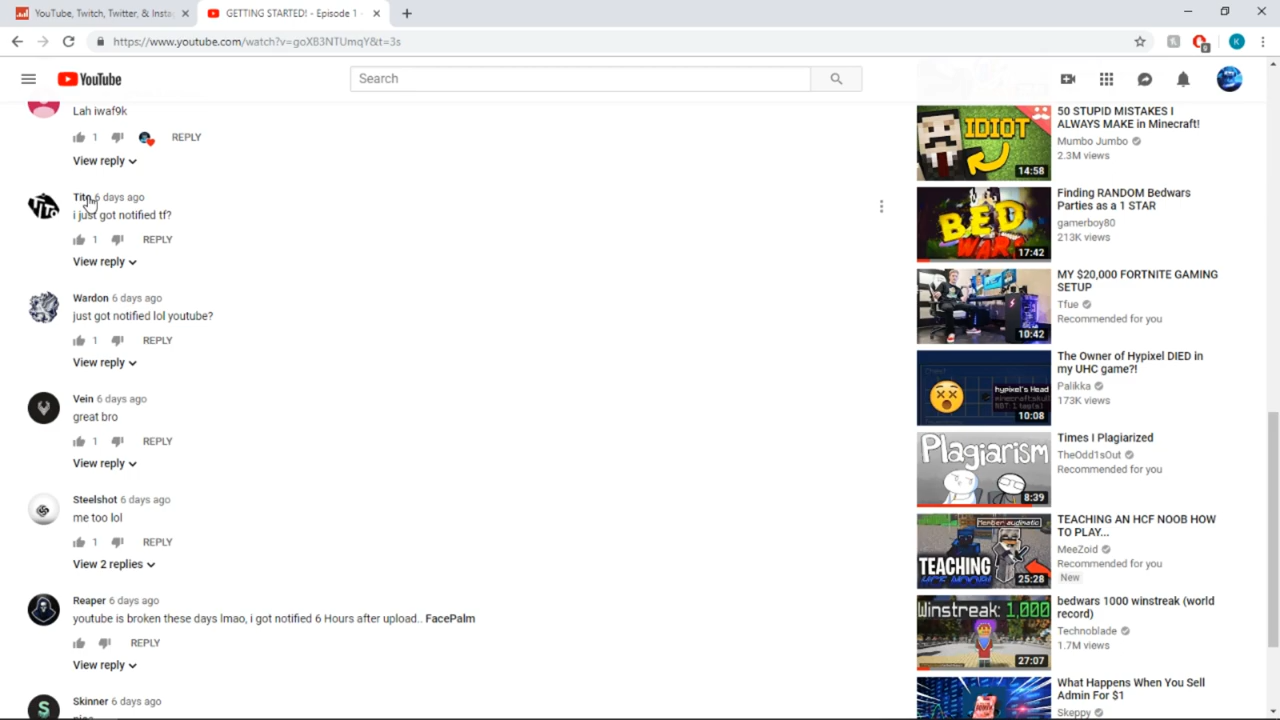 YouTube, Twitch, Twitter, & Insta
GETTING STARTED! - Episode 1 -
https://www.youtube.com/watch?v=goXB3NTUmqY&t=3s
YouTube
Search
Lah iwaf9k
1 REPLY
View reply
Tito 6 days ago
i just got notified tf?
1 REPLY
View reply
Wardon 6 days ago
just got notified lol youtube?
1 REPLY
View reply
Vein 6 days ago
great bro
1 REPLY
View reply
Steelshot 6 days ago
me too lol
1 REPLY
View 2 replies
Reaper 6 days ago
youtube is broken these days lmao, i got notified 6 Hours after upload.. FacePalm
REPLY
View reply
Skinner 6 days ago
IDIOT
14:58
50 STUPID MISTAKES I
ALWAYS MAKE in Minecraft!
Mumbo Jumbo
2.3M views
BED
WARS
17:42
Finding RANDOM Bedwars
Parties as a 1 STAR
gamerboy80
213K views
10:42
MY $20,000 FORTNITE GAMING
SETUP
Tfue
Recommended for you
hypixel's Head
10:08
The Owner of Hypixel DIED in
my UHC game?!
Palikka
173K views
Plagiarism
8:39
Times I Plagiarized
TheOdd1sOut
Recommended for you
TEACHING
HCF NOOB!
25:28
TEACHING AN HCF NOOB HOW
TO PLAY...
MeeZoid
Recommended for you
New
Winstreak: 1,000
27:07
bedwars 1000 winstreak (world
record)
Technoblade
1.7M views
What Happens When You Sell
Admin For $1
Skeppy